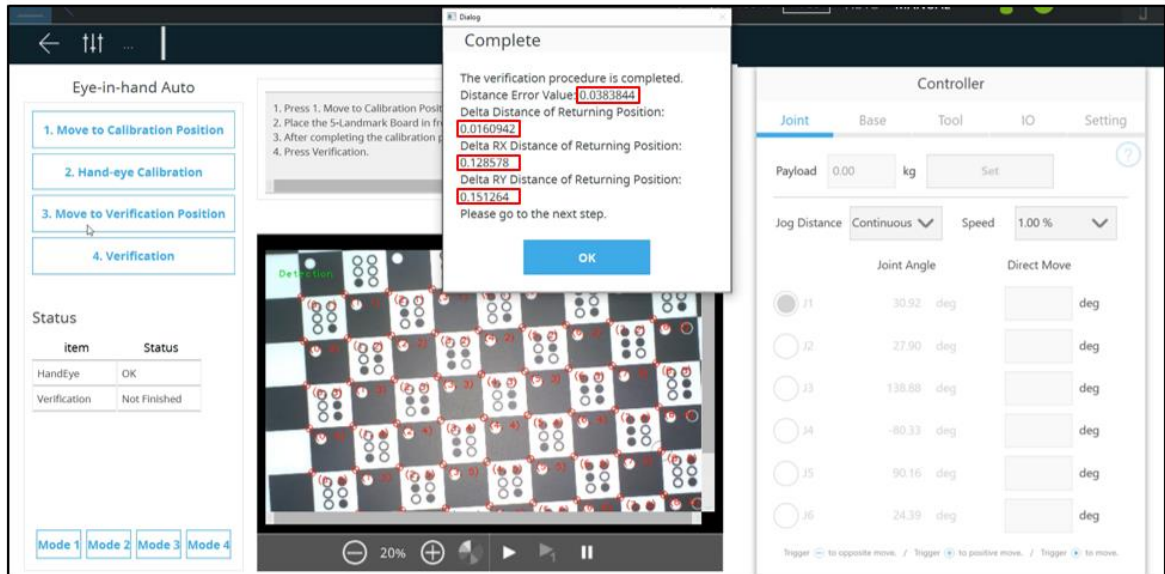 MANUAL
...
Eye-in-hand Auto
1. Move to Calibration Position
2. Hand-eye Calibration
3. Move to Verification Position
4. Verification
Status
item Status
HandEye OK
Verification Not Finished
Mode 1 Mode 2 Mode 3 Mode 4
1. Press 1. Move to Calibration Posit
2. Place the 5-Landmark Board in fr
3. After completing the calibration p
4. Press Verification.
Detection
20%
Dialog
Complete
The verification procedure is completed.
Distance Error Value: 0.0383844
Delta Distance of Returning Position:
0.0160942
Delta RX Distance of Returning Position:
0.128578
Delta RY Distance of Returning Position:
0.151264
Please go to the next step.
OK
Controller
Joint Base Tool IO Setting
?
Payload 0.00 kg Set
Jog Distance Continuous Speed 1.00 %
Joint Angle Direct Move
J1 30.92 deg deg
J2 27.90 deg deg
J3 138.88 deg deg
J4 -80.33 deg deg
J5 90.16 deg deg
J6 24.39 deg deg
Trigger to opposite move. / Trigger to positive move. / Trigger to move.